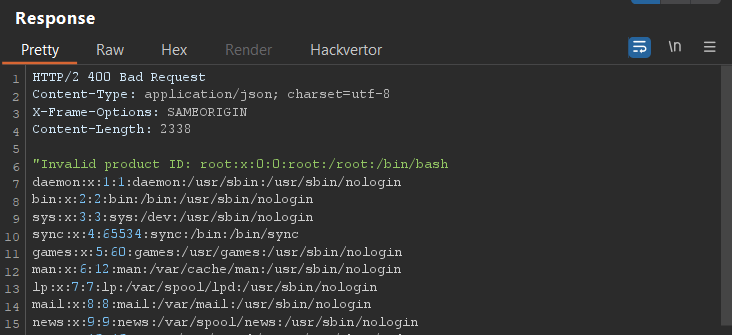 Response
Pretty Raw Hex Render Hackvertor \n
1 HTTP/2 400 Bad Request
2 Content-Type: application/json; charset=utf-8
3 X-Frame-Options: SAMEORIGIN
4 Content-Length: 2338
5
6 "Invalid product ID: root:x:0:0:root:/root:/bin/bash
7 daemon:x:1:1:daemon:/usr/sbin:/usr/sbin/nologin
8 bin:x:2:2:bin:/bin:/usr/sbin/nologin
9 sys:x:3:3:sys:/dev:/usr/sbin/nologin
10 sync:x:4:65534:sync:/bin:/bin/sync
11 games:x:5:60:games:/usr/games:/usr/sbin/nologin
12 man:x:6:12:man:/var/cache/man:/usr/sbin/nologin
13 lp:x:7:7:lp:/var/spool/lpd:/usr/sbin/nologin
14 mail:x:8:8:mail:/var/mail:/usr/sbin/nologin
15 news:x:9:9:news:/var/spool/news:/usr/sbin/nologin